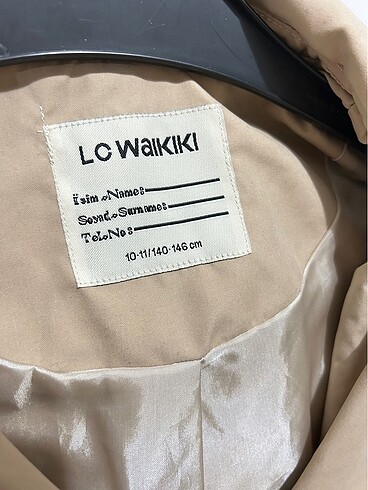 LC WAIKIKI
İsim - Name:
Soyad - Surname:
Tel. No:
10-11/140-146 cm